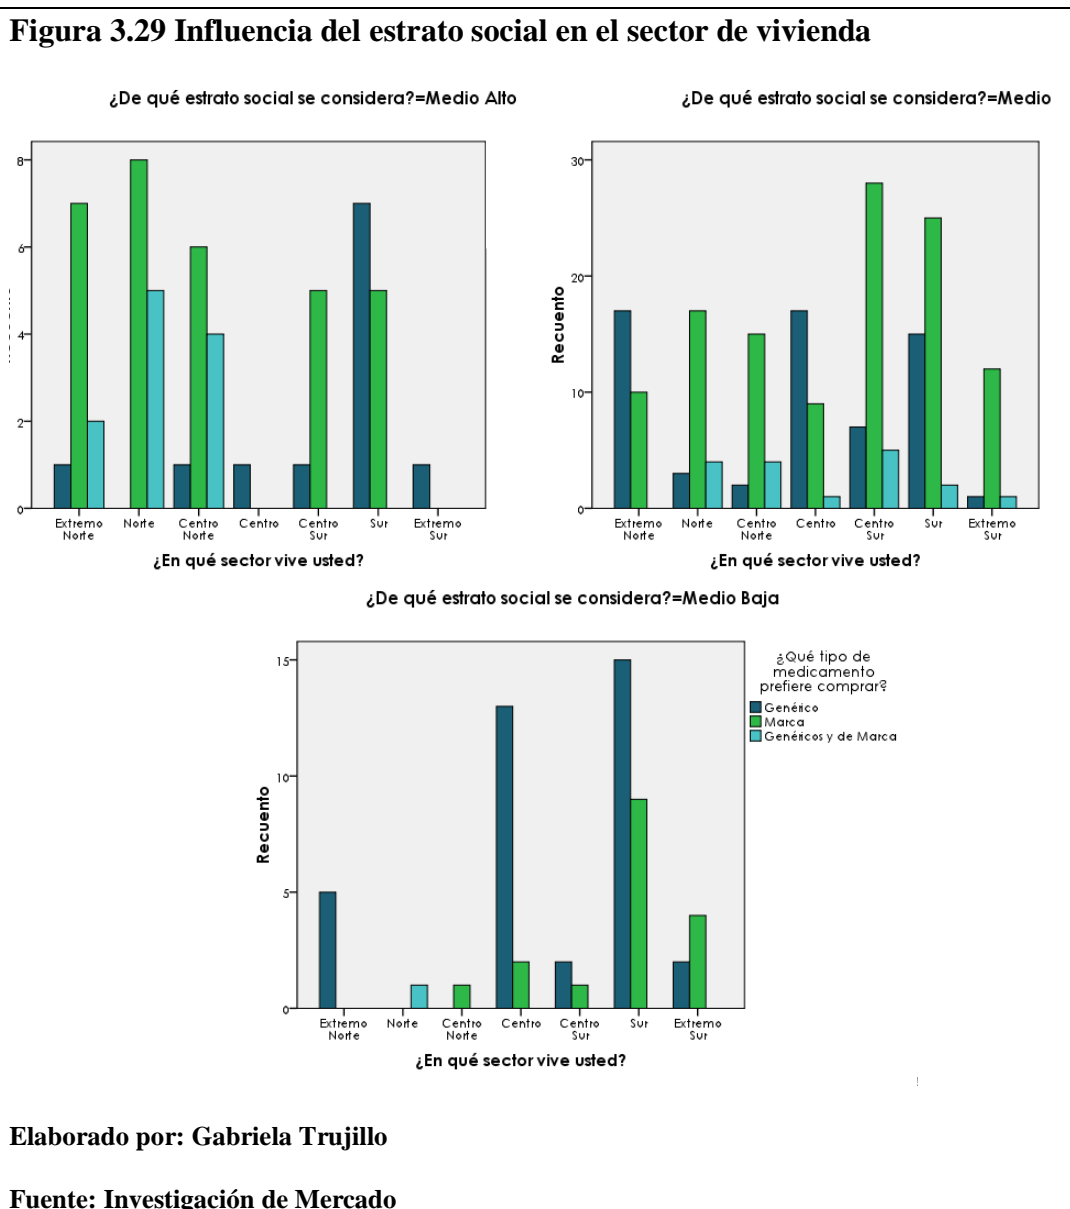 Figura 3.29 Influencia del estrato social en el sector de vivienda
¿De qué estrato social se considera?=Medio Alto
8
6
4
2
0
Extremo Norte
Norte
Centro Norte
Centro
Centro Sur
Sur
Extremo Sur
¿En qué sector vive usted?
¿De qué estrato social se considera?=Medio
Recuento
30
20
10
0
Extremo Norte
Norte
Centro Norte
Centro
Centro Sur
Sur
Extremo Sur
¿En qué sector vive usted?
¿De qué estrato social se considera?=Medio Baja
Recuento
15
10
5
0
Extremo Norte
Norte
Centro Norte
Centro
Centro Sur
Sur
Extremo Sur
¿En qué sector vive usted?
¿Qué tipo de
medicamento
prefiere comprar?
Genérico
Marca
Genéricos y de Marca
Elaborado por: Gabriela Trujillo
Fuente: Investigación de Mercado